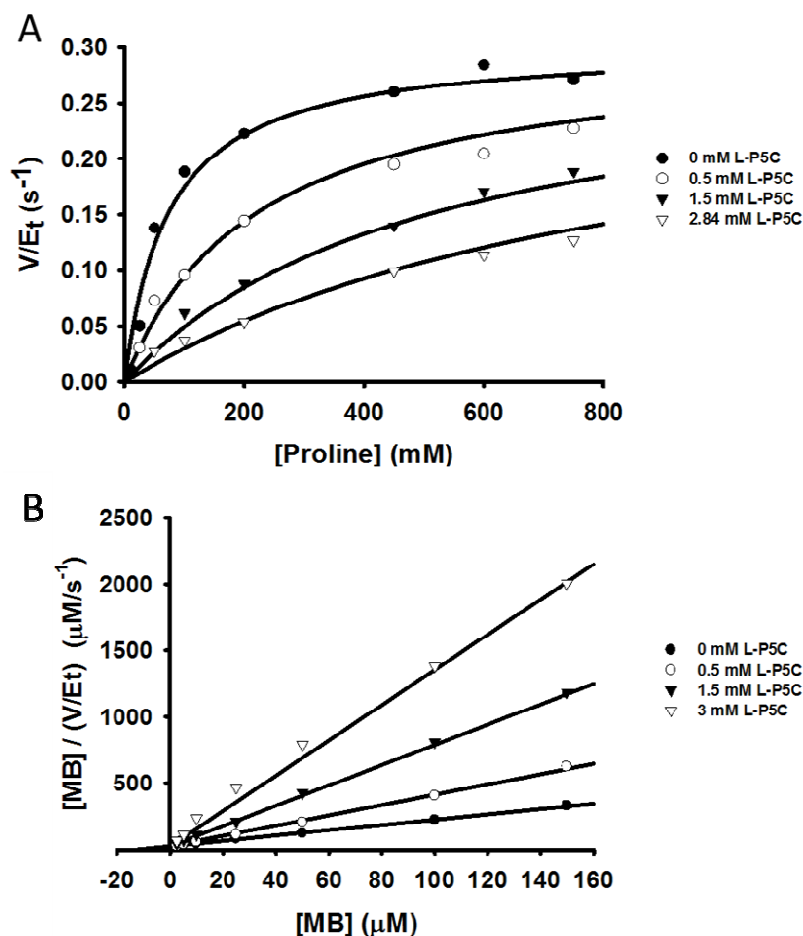 A
0.30
0.25
0.20
0.15
0.10
0.05
0.00
V/Et (s⁻¹)
0 200 400 600 800
[Proline] (mM)
0 mM L-P5C
0.5 mM L-P5C
1.5 mM L-P5C
2.84 mM L-P5C
B
2500
2000
1500
1000
500
[MB] / (V/Et) (μM/s⁻¹)
-20 0 20 40 60 80 100 120 140 160
[MB] (μM)
0 mM L-P5C
0.5 mM L-P5C
1.5 mM L-P5C
3 mM L-P5C